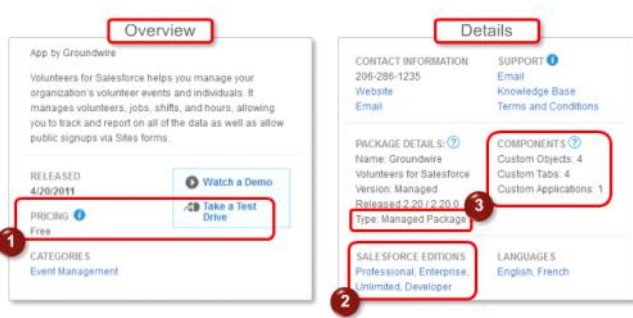 Overview
App by Groundwire
Volunteers for Salesforce helps you manage your
organization's volunteer events and individuals. It
manages volunteers, jobs, shifts, and hours, allowing
you to track and report on all of the data as well as allow
public signups via Sites forms.
RELEASED
4/20/2011
Watch a Demo
Take a Test
Drive
PRICING
Free
1
CATEGORIES
Event Management
Details
CONTACT INFORMATION
206-286-1235
Website
Email
SUPPORT
Email
Knowledge Base
Terms and Conditions
PACKAGE DETAILS:
Name: Groundwire
Volunteers for Salesforce
Version: Managed
Released 2.20 / 2.20.0
Type: Managed Package
COMPONENTS
Custom Objects: 4
Custom Tabs: 4
Custom Applications: 1
3
SALESFORCE EDITIONS
Professional, Enterprise,
Unlimited, Developer
2
LANGUAGES
English, French